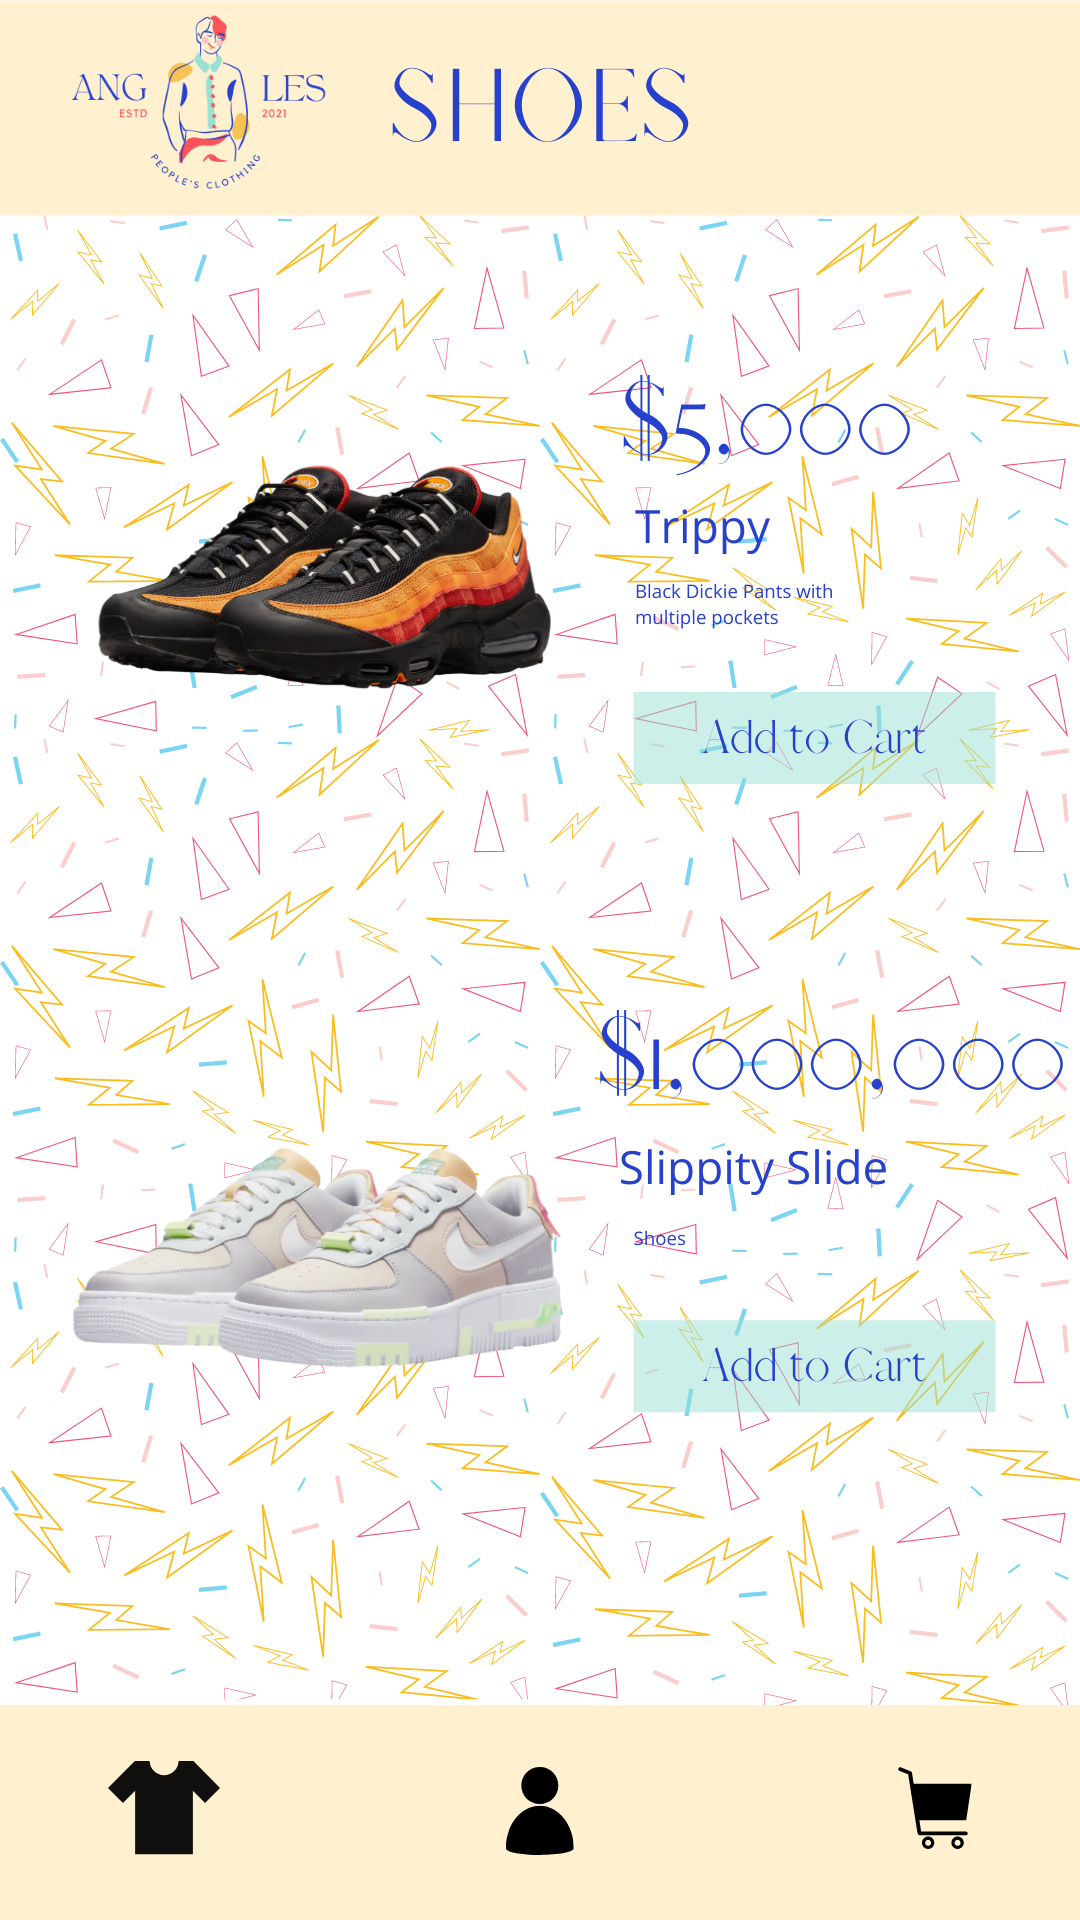 ANG LES
ESTD 2021
PEOPLE'S CLOTHING
SHOES
$5.000
Trippy
Black Dickie Pants with
multiple pockets
Add to Cart
$1,000,000
Slippity Slide
Shoes
Add to Cart